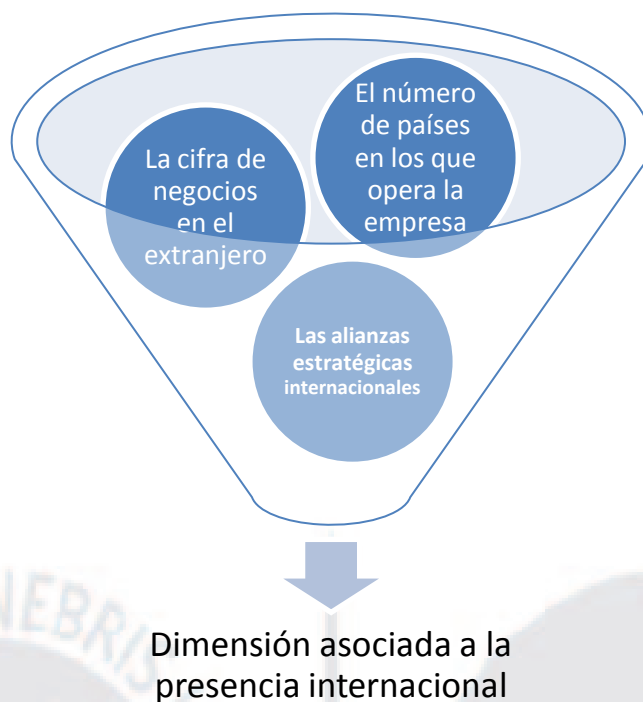 El número
de países
en los que
opera la
empresa
La cifra de
negocios
en el
extranjero
Las alianzas
estratégicas
internacionales
Dimensión asociada a la
presencia internacional